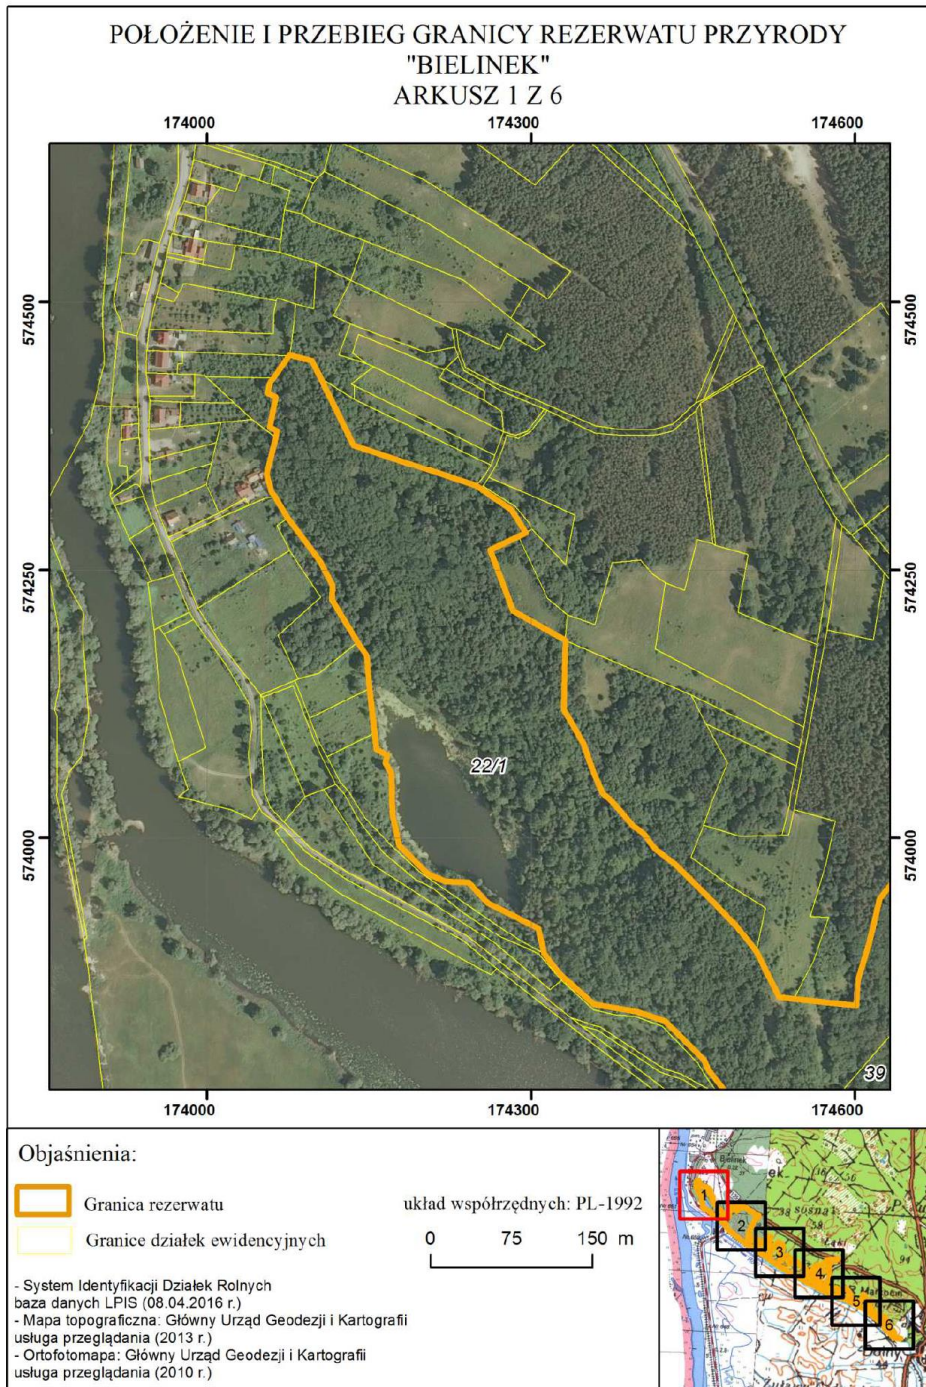 POŁOŻENIE I PRZEBIEG GRANICY REZERWATU PRZYRODY
"BIELINEK"
ARKUSZ 1 Z 6
174000 174300 174600
574500 574500
574250 574250
22/1
574000 574000
39
174000 174300 174600
Objaśnienia:
Granica rezerwatu
Granice działek ewidencyjnych
układ współrzędnych: PL-1992
0 75 150 m
- System Identyfikacji Działek Rolnych
baza danych LPIS (08.04.2016 r.)
- Mapa topograficzna: Główny Urząd Geodezji i Kartografii
usługa przeglądania (2013 r.)
- Ortofotomapa: Główny Urząd Geodezji i Kartografii
usługa przeglądania (2010 r.)
Bielinek
1
2
3
4
5
6